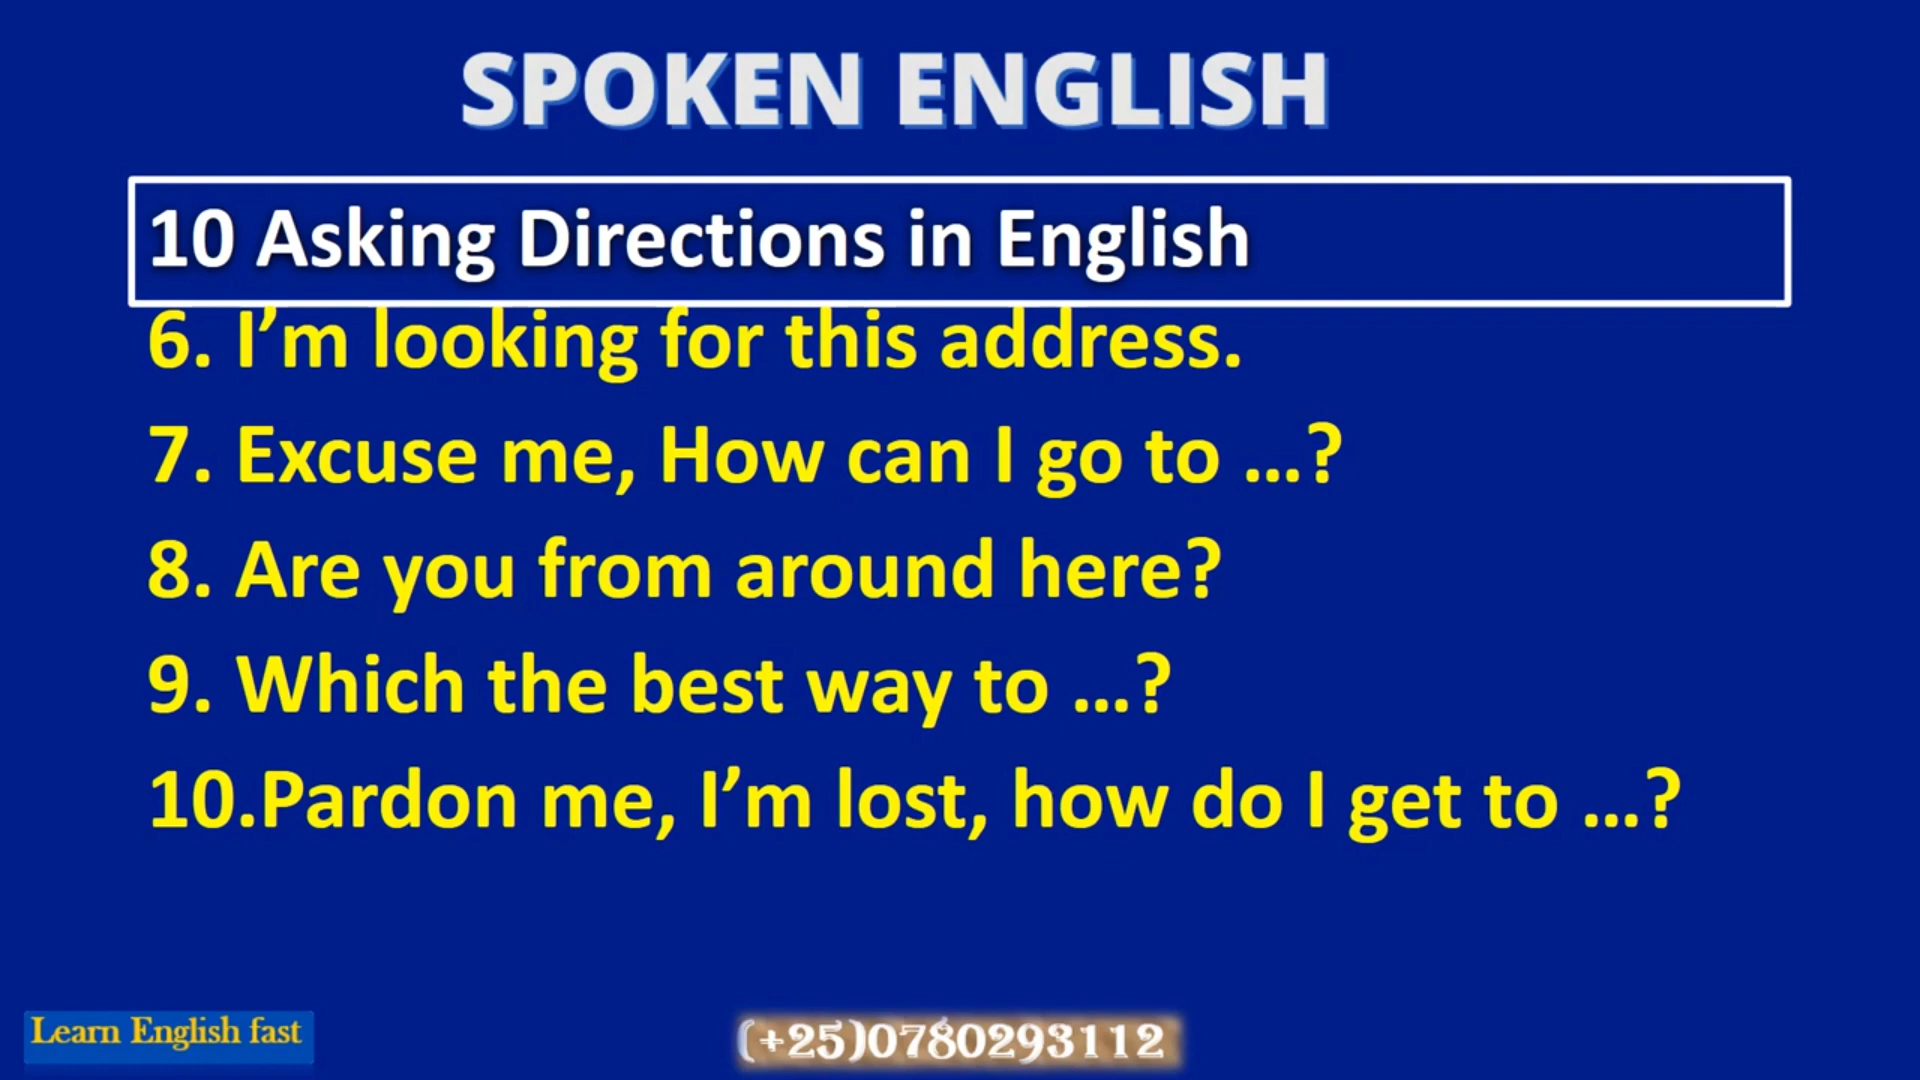 SPOKEN ENGLISH
10 Asking Directions in English
6. I’m looking for this address.
7. Excuse me, How can I go to ...?
8. Are you from around here?
9. Which the best way to ...?
10.Pardon me, I’m lost, how do I get to ...?
Learn English fast
(+25)0780293112